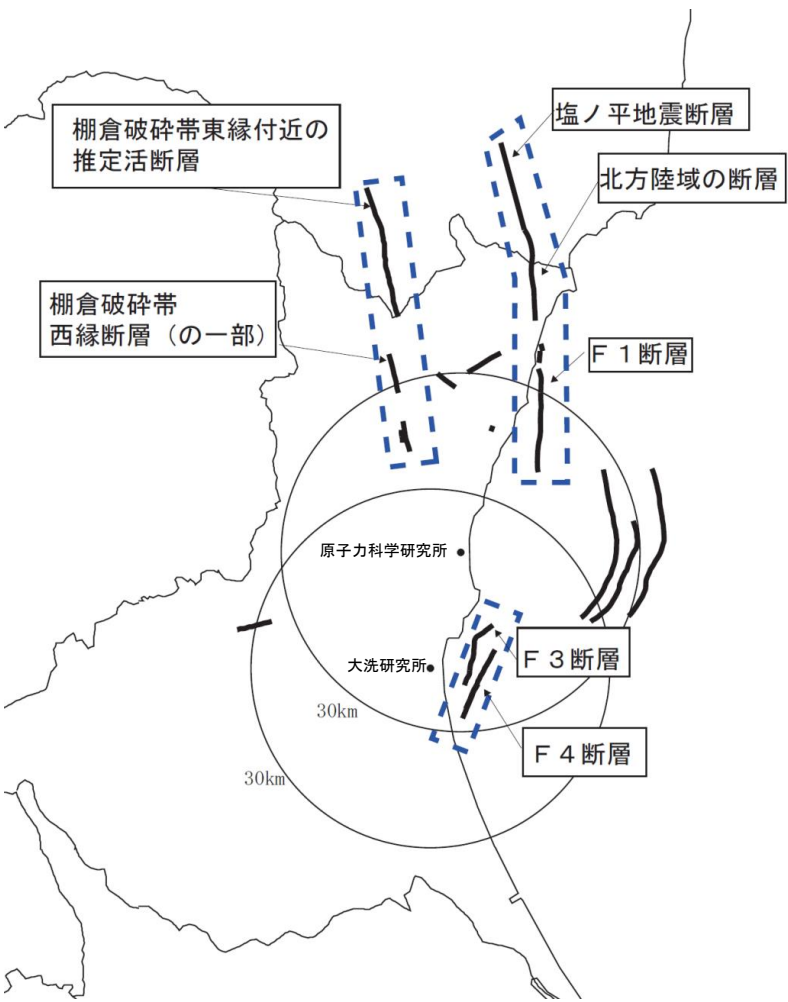 棚倉破砕帯東縁付近の
推定活断層
塩ノ平地震断層
北方陸域の断層
棚倉破砕帯
西縁断層（の一部）
Ｆ１断層
原子力科学研究所
大洗研究所
Ｆ３断層
30km
Ｆ４断層
30km